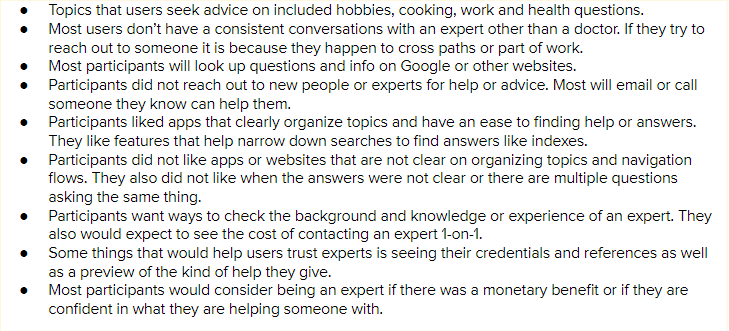 ● Topics that users seek advice on included hobbies, cooking, work and health questions.
● Most users don't have a consistent conversations with an expert other than a doctor. If they try to
reach out to someone it is because they happen to cross paths or part of work.
● Most participants will look up questions and info on Google or other websites.
● Participants did not reach out to new people or experts for help or advice. Most will email or call
someone they know can help them.
● Participants liked apps that clearly organize topics and have an ease to finding help or answers.
They like features that help narrow down searches to find answers like indexes.
● Participants did not like apps or websites that are not clear on organizing topics and navigation
flows. They also did not like when the answers were not clear or there are multiple questions
asking the same thing.
● Participants want ways to check the background and knowledge or experience of an expert. They
also would expect to see the cost of contacting an expert 1-on-1.
● Some things that would help users trust experts is seeing their credentials and references as well
as a preview of the kind of help they give.
● Most participants would consider being an expert if there was a monetary benefit or if they are
confident in what they are helping someone with.